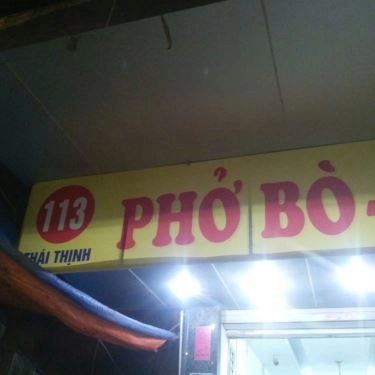 113
THÁI THỊNH
PHỞ BÒ -